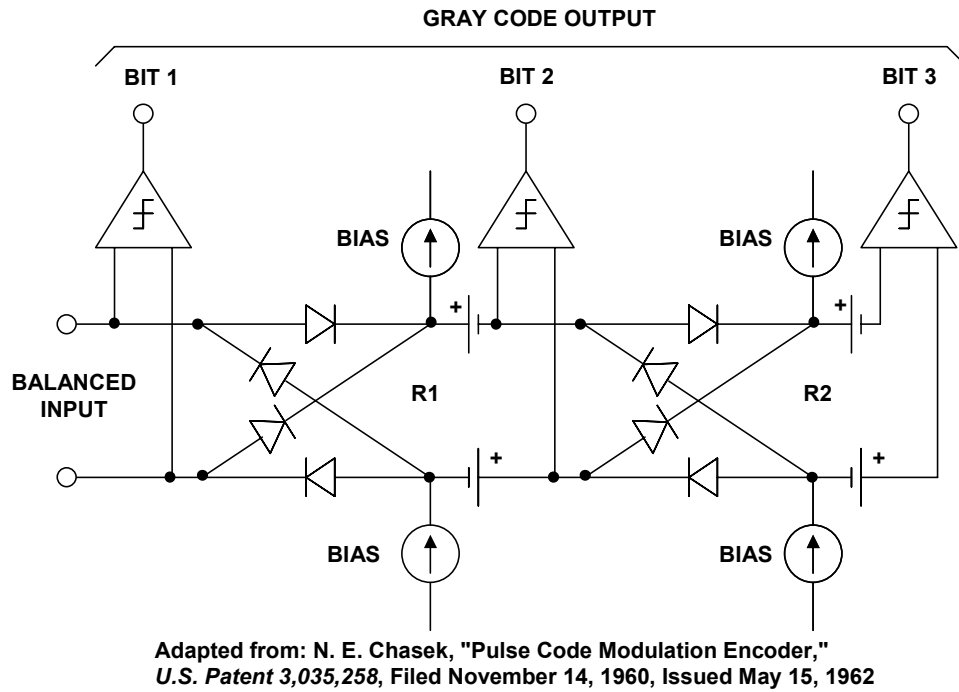 GRAY CODE OUTPUT
BIT 1
BIT 2
BIT 3
BIAS
BIAS
+
+
BALANCED
INPUT
R1
R2
+
+
BIAS
BIAS
Adapted from: N. E. Chasek, "Pulse Code Modulation Encoder,"
U.S. Patent 3,035,258, Filed November 14, 1960, Issued May 15, 1962